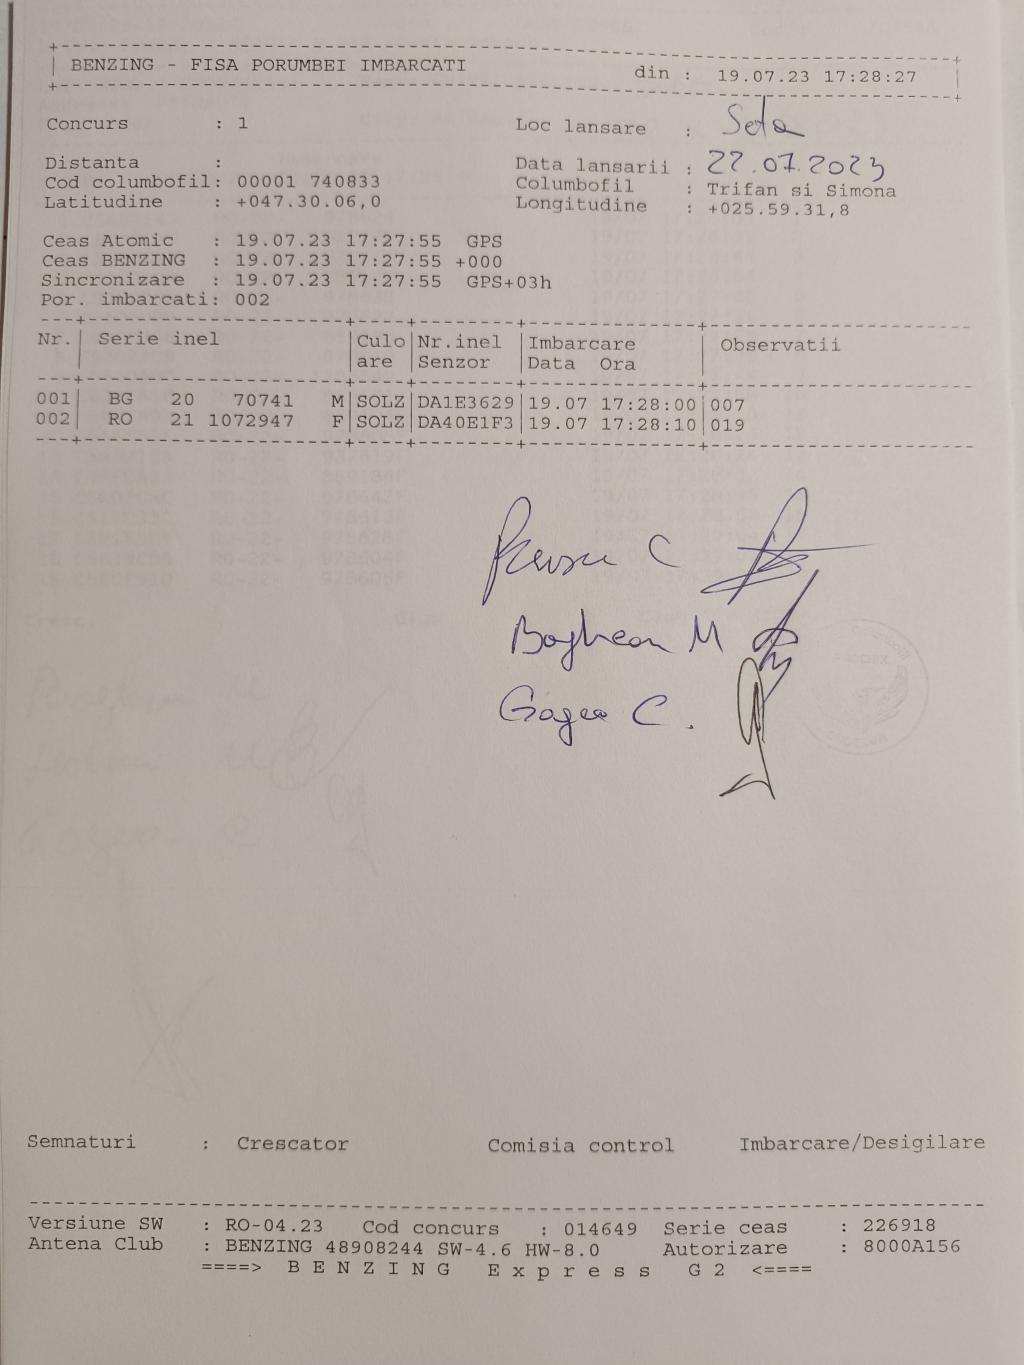 BENZING - FISA PORUMBEI IMBARCATI din : 19.07.23 17:28:27
Concurs : 1 Loc lansare : Seta
Distanta : Data lansarii : 22.07.2023
Cod columbofil: 00001 740833 Columbofil : Trifan si Simona
Latitudine : +047.30.06,0 Longitudine : +025.59.31,8
Ceas Atomic : 19.07.23 17:27:55 GPS
Ceas BENZING : 19.07.23 17:27:55 +000
Sincronizare : 19.07.23 17:27:55 GPS+03h
Por. imbarcati: 002
Nr. Serie inel Culo Nr.inel Imbarcare Observatii
are Senzor Data Ora
001 BG 20 70741 M SOLZ DA1E3629 19.07 17:28:00 007
002 RO 21 1072947 F SOLZ DA40E1F3 19.07 17:28:10 019
C
Boghean M
C.
Semnaturi : Crescator Comisia control Imbarcare/Desigilare
Versiune SW : RO-04.23 Cod concurs : 014649 Serie ceas : 226918
Antena Club : BENZING 48908244 SW-4.6 HW-8.0 Autorizare : 8000A156
====> B E N Z I N G E x p r e s s G 2 <====